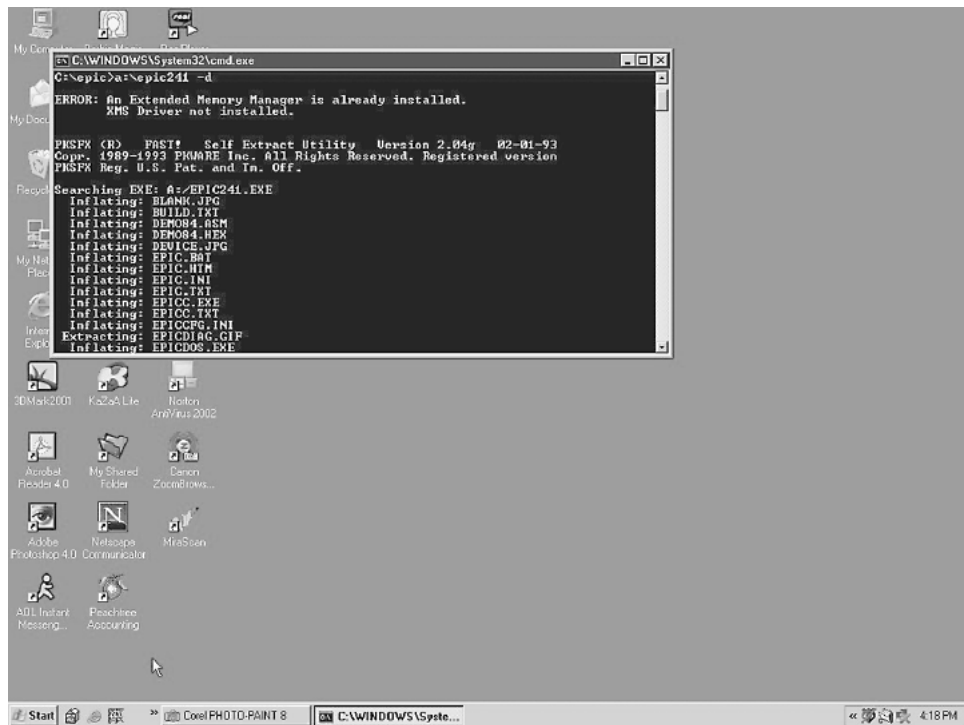 My Com
C:\WINDOWS\System32\cmd.exe
C:\epic>a:\epic241 -d
ERROR: An Extended Memory Manager is already installed.
XMS Driver not installed.
PKSFX (R) FAST! Self Extract Utility Version 2.04g 02-01-93
Copr. 1989-1993 PKWARE Inc. All Rights Reserved. Registered version
PKSFX Reg. U.S. Pat. and Tm. Off.
Searching EXE: A:/EPIC241.EXE
Inflating: BLANK.JPG
Inflating: BUILD.TXT
Inflating: DEMO84.ASM
Inflating: DEMO84.HEX
Inflating: DEVICE.JPG
Inflating: EPIC.BAT
Inflating: EPIC.HTM
Inflating: EPIC.INI
Inflating: EPIC.TXT
Inflating: EPICC.EXE
Inflating: EPICC.TXT
Inflating: EPICCFG.INI
Extracting: EPICDIAG.GIF
Inflating: EPICDOS.EXE
My Docu
Recycl
My Net
Place
Intern
Explo
3DMark2001
KaZaA Lite
Norton
AntiVirus 2002
Acrobat
Reader 4.0
My Shared
Folder
Canon
ZoomBrows...
Adobe
Photoshop 4.0
Netscape
Communicator
MiraScan
AOL Instant
Messeng...
Peachtree
Accounting
Start
Corel PHOTO-PAINT 8
C:\WINDOWS\Syste...
4:18 PM